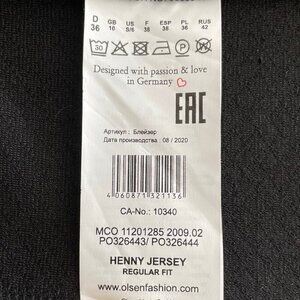 D GB US F ESP PL RUS
36 10 S/6 38 38 36 42
30 P
Designed with passion & love
in Germany
EAC
Артикул : Блейзер
Дата производства 08 / 2020
4 060871 321136
CA-No.: 10340
MCO 11201285 2009.02
PO326443/ PO326444
HENNY JERSEY
REGULAR FIT
www.olsenfashion.com